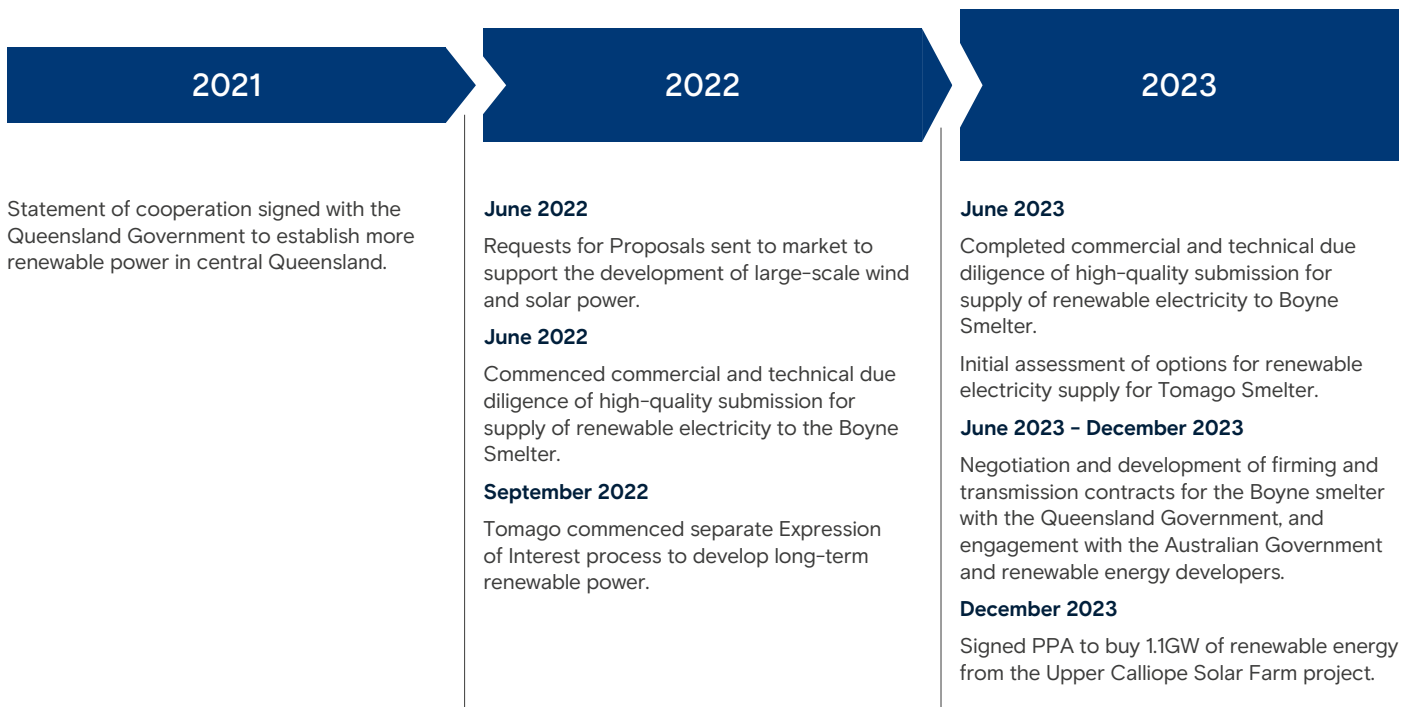 2021
Statement of cooperation signed with the
Queensland Government to establish more
renewable power in central Queensland.
2022
June 2022
Requests for Proposals sent to market to
support the development of large-scale wind
and solar power.
June 2022
Commenced commercial and technical due
diligence of high-quality submission for
supply of renewable electricity to the Boyne
Smelter.
September 2022
Tomago commenced separate Expression
of Interest process to develop long-term
renewable power.
2023
June 2023
Completed commercial and technical due
diligence of high-quality submission for
supply of renewable electricity to Boyne
Smelter.
Initial assessment of options for renewable
electricity supply for Tomago Smelter.
June 2023 - December 2023
Negotiation and development of firming and
transmission contracts for the Boyne smelter
with the Queensland Government, and
engagement with the Australian Government
and renewable energy developers.
December 2023
Signed PPA to buy 1.1GW of renewable energy
from the Upper Calliope Solar Farm project.